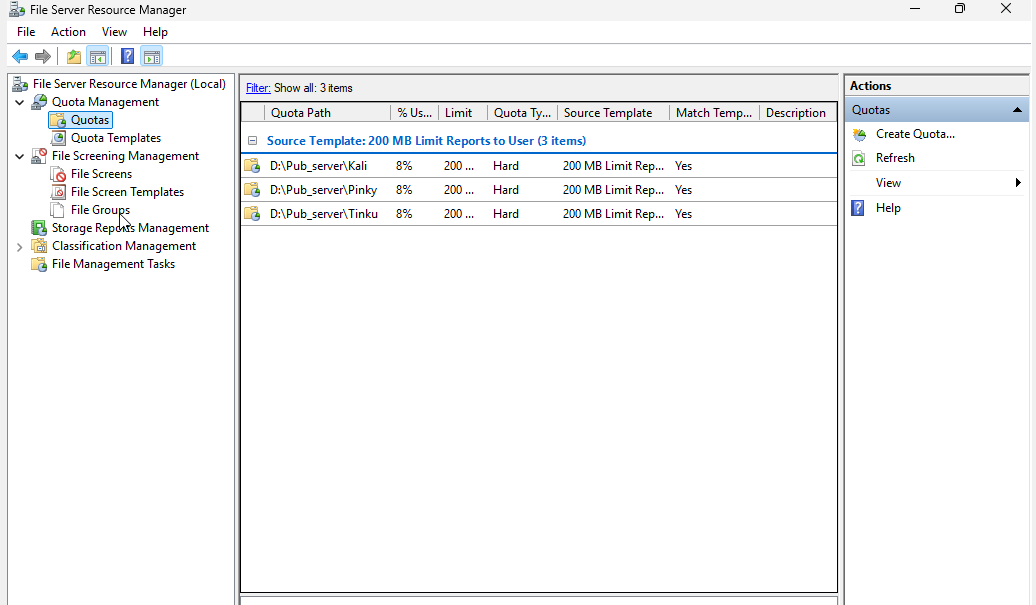 File Server Resource Manager
File Action View Help
File Server Resource Manager (Local)
Quota Management
Quotas
Quota Templates
File Screening Management
File Screens
File Screen Templates
File Groups
Storage Reports Management
Classification Management
File Management Tasks
Filter: Show all: 3 items
Quota Path % Us... Limit Quota Ty... Source Template Match Temp... Description
Source Template: 200 MB Limit Reports to User (3 items)
D:\Pub_server\Kali 8% 200 ... Hard 200 MB Limit Rep... Yes
D:\Pub_server\Pinky 8% 200 ... Hard 200 MB Limit Rep... Yes
D:\Pub_server\Tinku 8% 200 ... Hard 200 MB Limit Rep... Yes
Actions
Quotas
Create Quota...
Refresh
View
Help